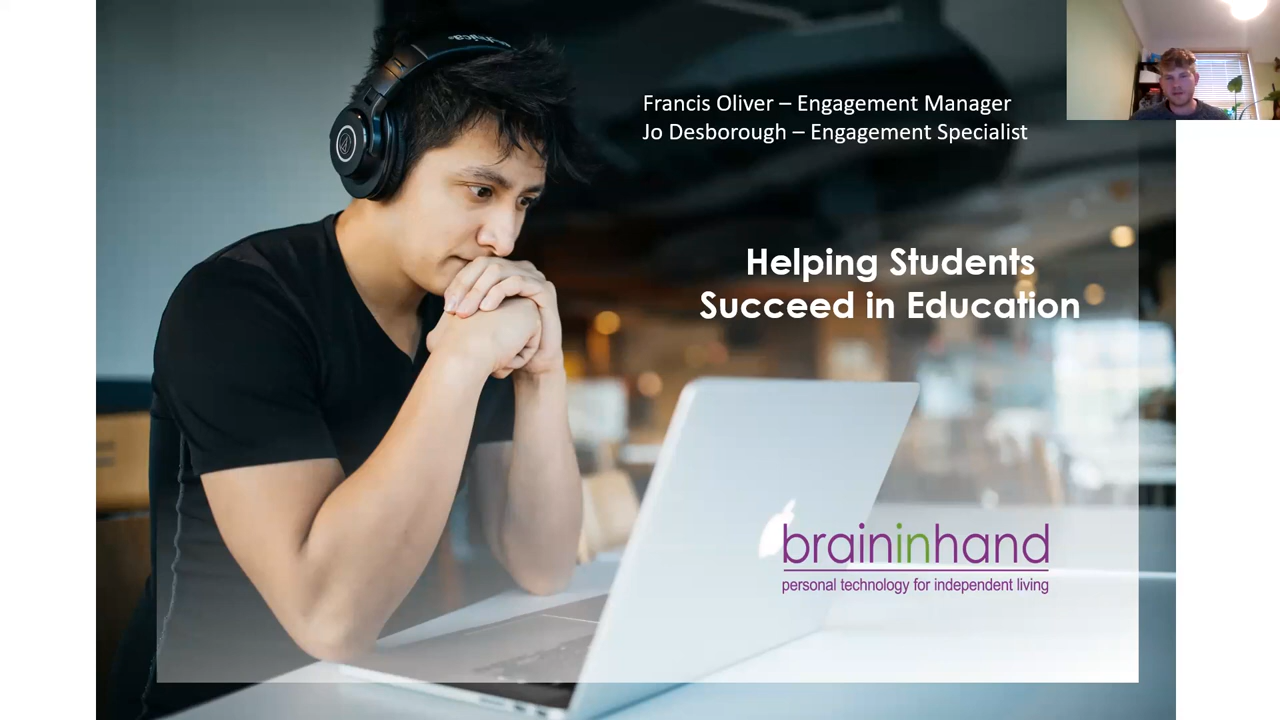 Francis Oliver – Engagement Manager
Jo Desborough – Engagement Specialist
Helping Students
Succeed in Education
braininhand
personal technology for independent living